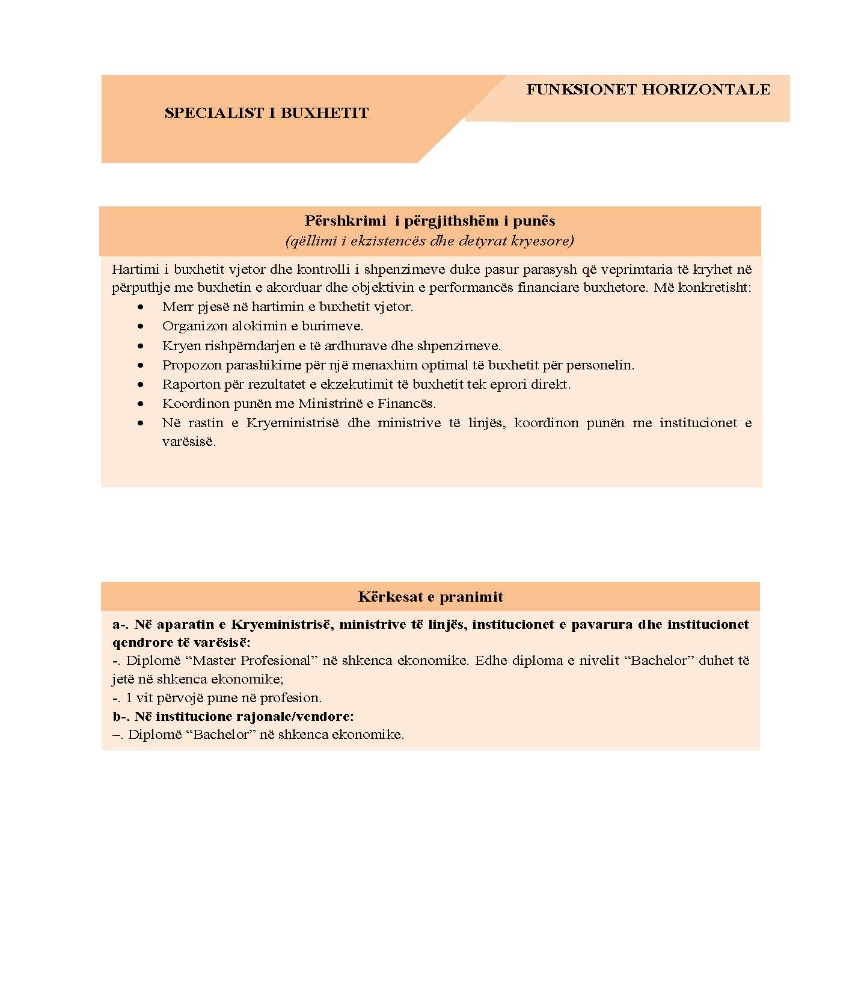 FUNKSIONET HORIZONTALE
SPECIALIST I BUXHETIT
Përshkrimi i përgjithshëm i punës
(qëllimi i ekzistencës dhe detyrat kryesore)
Hartimi i buxhetit vjetor dhe kontrolli i shpenzimeve duke pasur parasysh që veprimtaria të kryhet në
përputhje me buxhetin e akorduar dhe objektivin e performancës financiare buxhetore. Më konkretisht:
• Merr pjesë në hartimin e buxhetit vjetor.
• Organizon alokimin e burimeve.
• Kryen rishpërndarjen e të ardhurave dhe shpenzimeve.
• Propozon parashikime për një menaxhim optimal të buxhetit për personelin.
• Raporton për rezultatet e ekzekutimit të buxhetit tek eprori direkt.
• Koordinon punën me Ministrinë e Financës.
• Në rastin e Kryeministrisë dhe ministrive të linjës, koordinon punën me institucionet e
varësisë.
Kërkesat e pranimit
a-. Në aparatin e Kryeministrisë, ministrive të linjës, institucionet e pavarura dhe institucionet
qendrore të varësisë:
-. Diplomë “Master Profesional” në shkenca ekonomike. Edhe diploma e nivelit “Bachelor” duhet të
jetë në shkenca ekonomike;
-. 1 vit përvojë pune në profesion.
b-. Në institucione rajonale/vendore:
–. Diplomë “Bachelor” në shkenca ekonomike.